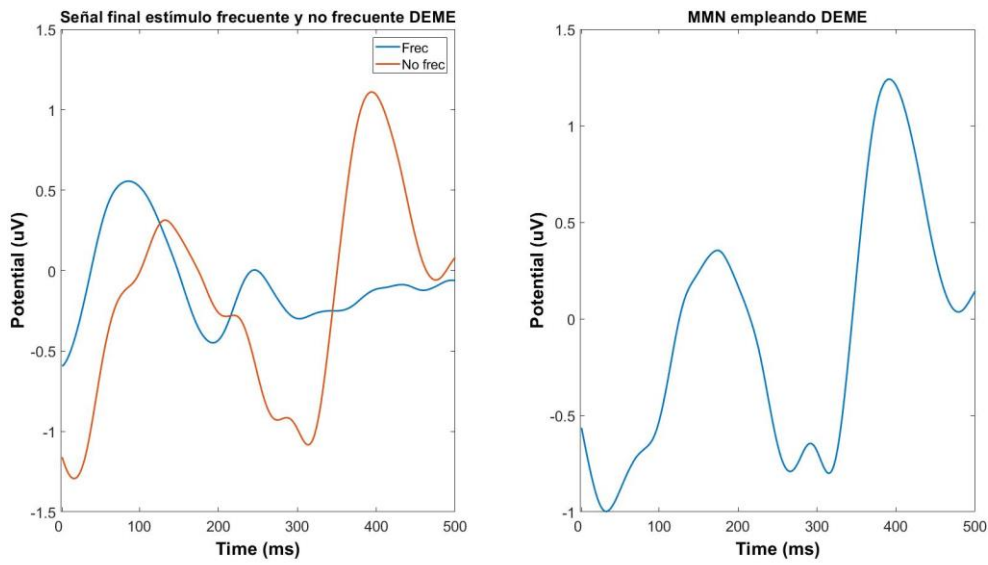 Señal final estímulo frecuente y no frecuente DEME
1.5
1
0.5
0
-0.5
-1
-1.5
0 100 200 300 400 500
Potential (uV)
Time (ms)
Frec
No frec
MMN empleando DEME
1.5
1
0.5
0
-0.5
-1
0 100 200 300 400 500
Potential (uV)
Time (ms)